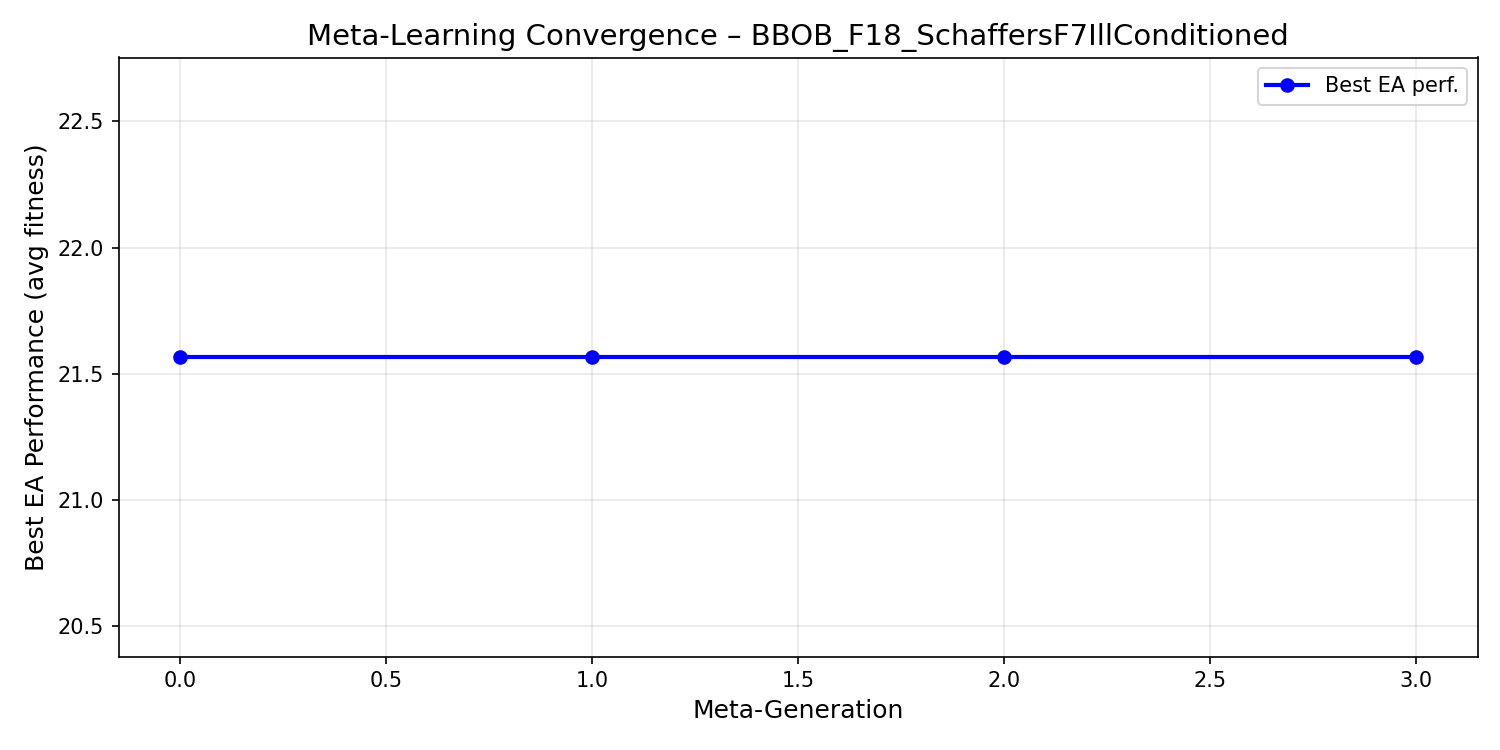 Meta-Learning Convergence – BBOB_F18_SchaffersF7IllConditioned
Best EA perf.
Best EA Performance (avg fitness)
22.5
22.0
21.5
21.0
20.5
0.0 0.5 1.0 1.5 2.0 2.5 3.0
Meta-Generation